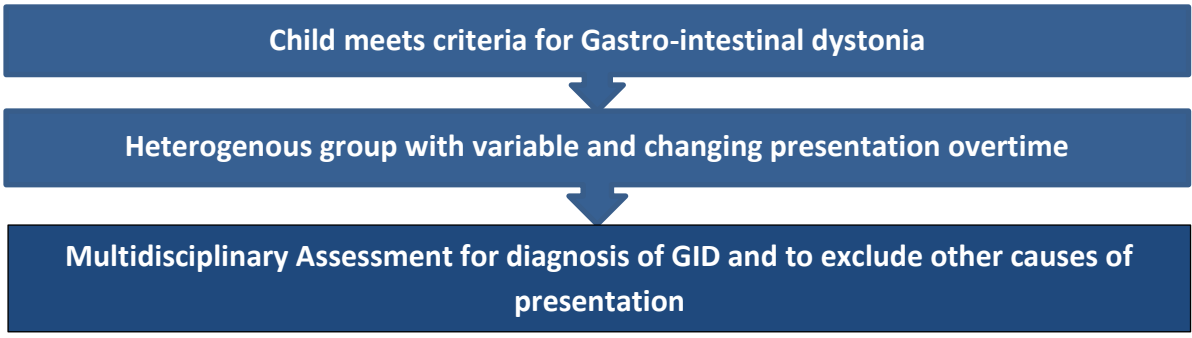 Child meets criteria for Gastro-intestinal dystonia
Heterogenous group with variable and changing presentation overtime
Multidisciplinary Assessment for diagnosis of GID and to exclude other causes of
presentation